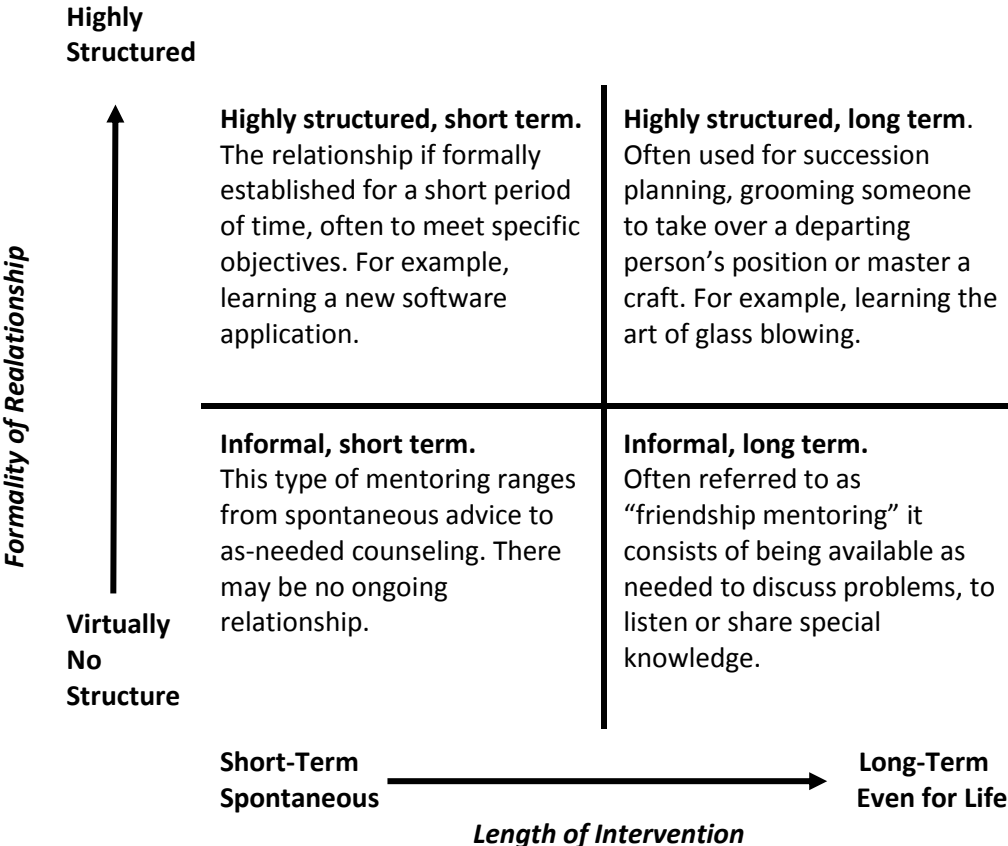 Highly
Structured
Formality of Realationship
Highly structured, short term.
The relationship if formally
established for a short period
of time, often to meet specific
objectives. For example,
learning a new software
application.
Highly structured, long term.
Often used for succession
planning, grooming someone
to take over a departing
person’s position or master a
craft. For example, learning the
art of glass blowing.
Informal, short term.
This type of mentoring ranges
from spontaneous advice to
as-needed counseling. There
may be no ongoing
relationship.
Informal, long term.
Often referred to as
“friendship mentoring” it
consists of being available as
needed to discuss problems, to
listen or share special
knowledge.
Virtually
No
Structure
Short-Term
Spontaneous
Long-Term
Even for Life
Length of Intervention